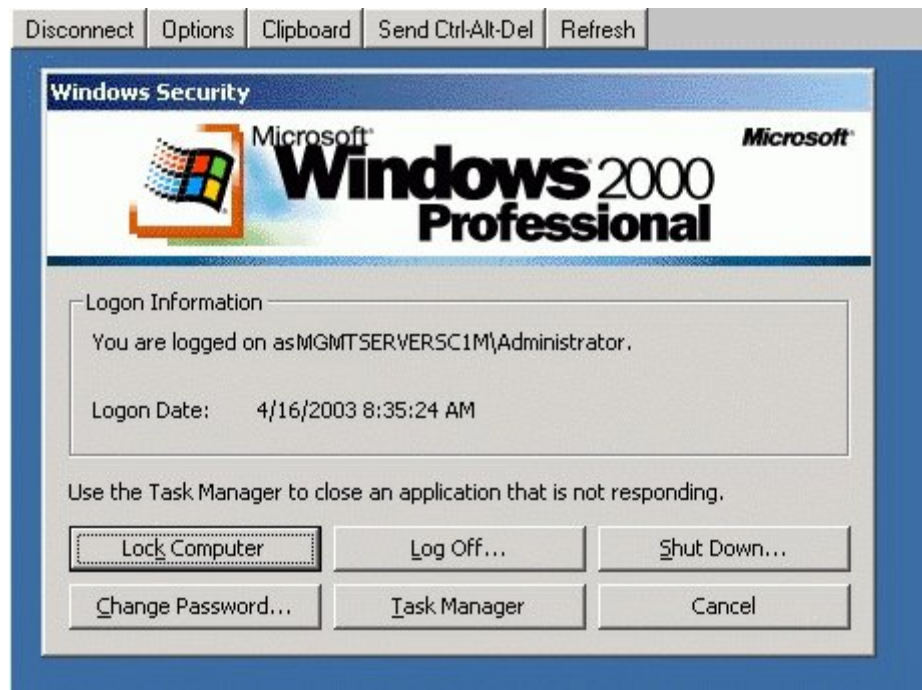 Disconnect Options Clipboard Send Ctrl-Alt-Del Refresh
Windows Security
Microsoft Microsoft
Windows 2000
Professional
Logon Information
You are logged on asMGMTSERVERSC1M\Administrator.
Logon Date: 4/16/2003 8:35:24 AM
Use the Task Manager to close an application that is not responding.
Lock Computer Log Off... Shut Down...
Change Password... Task Manager Cancel